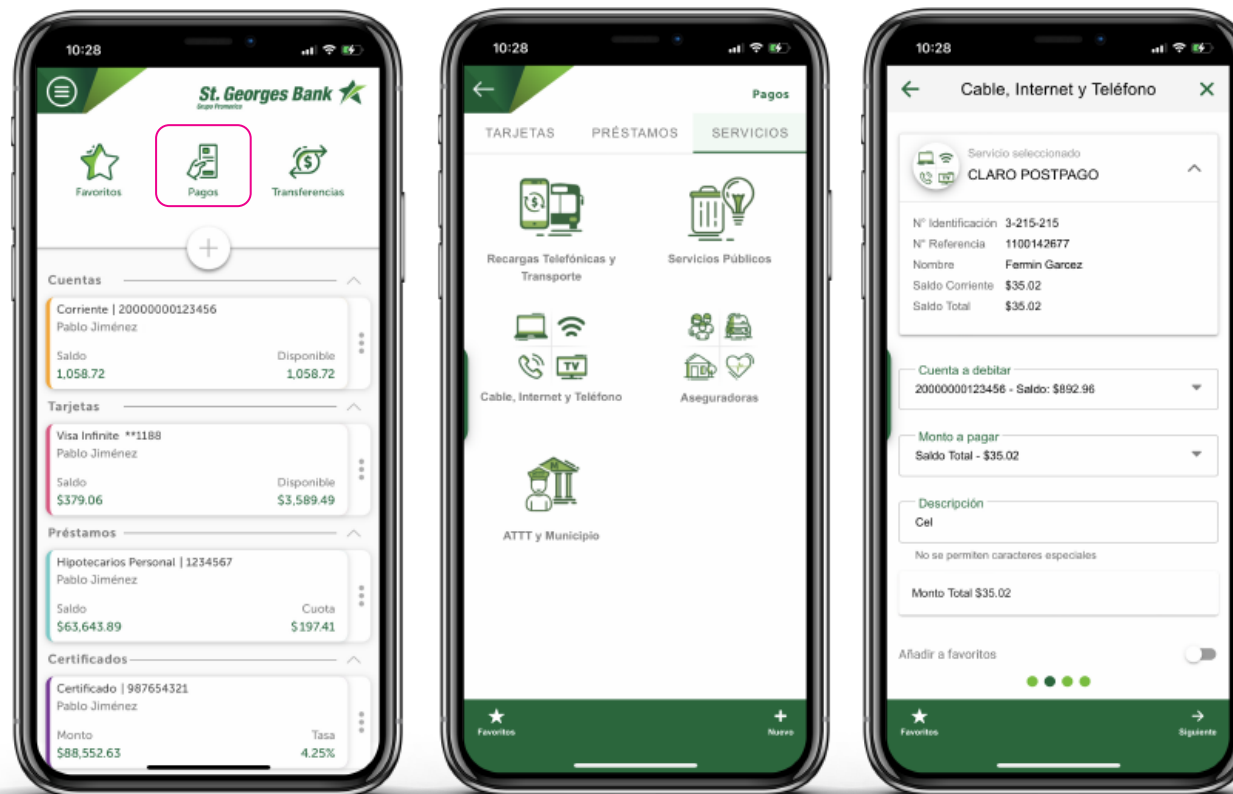 10:28
St. Georges Bank
Grupo Promerica
Favoritos
Pagos
Transferencias
Cuentas
Corriente | 20000000123456
Pablo Jiménez
Saldo Disponible
1,058.72 1,058.72
Tarjetas
Visa Infinite **1188
Pablo Jiménez
Saldo Disponible
$379.06 $3,589.49
Préstamos
Hipotecarios Personal | 1234567
Pablo Jiménez
Saldo Cuota
$63,643.89 $197.41
Certificados
Certificado | 987654321
Pablo Jiménez
Monto Tasa
$88,552.63 4.25%
10:28
Pagos
TARJETAS PRÉSTAMOS SERVICIOS
Recargas Telefónicas y
Transporte
Servicios Públicos
TV
Cable, Internet y Teléfono
Aseguradoras
M
ATTT y Municipio
Favoritos
Nuevo
10:28
Cable, Internet y Teléfono
TV
Servicio seleccionado
CLARO POSTPAGO
N° Identificación 3-215-215
N° Referencia 1100142677
Nombre Fermin Garcez
Saldo Corriente $35.02
Saldo Total $35.02
Cuenta a debitar
20000000123456 - Saldo: $892.96
Monto a pagar
Saldo Total - $35.02
Descripción
Cel
No se permiten caracteres especiales
Monto Total $35.02
Añadir a favoritos
Favoritos
Siguiente